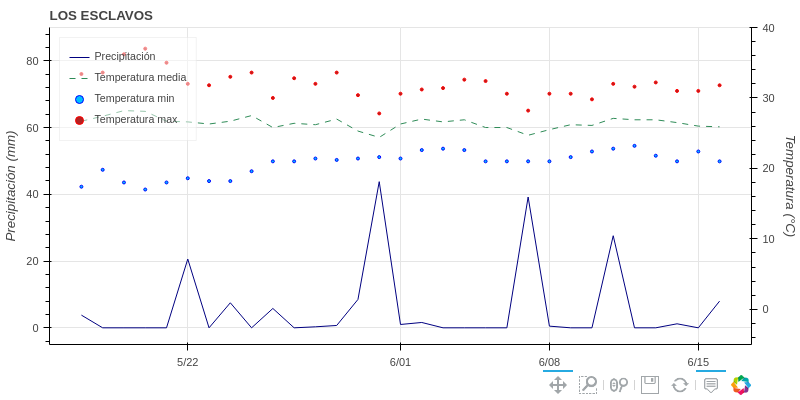 LOS ESCLAVOS
Precipitación
Temperatura media
Temperatura min
Temperatura max
Precipitación (mm)
80
60
40
20
0
Temperatura (°C)
40
30
20
10
0
5/22
6/01
6/08
6/15